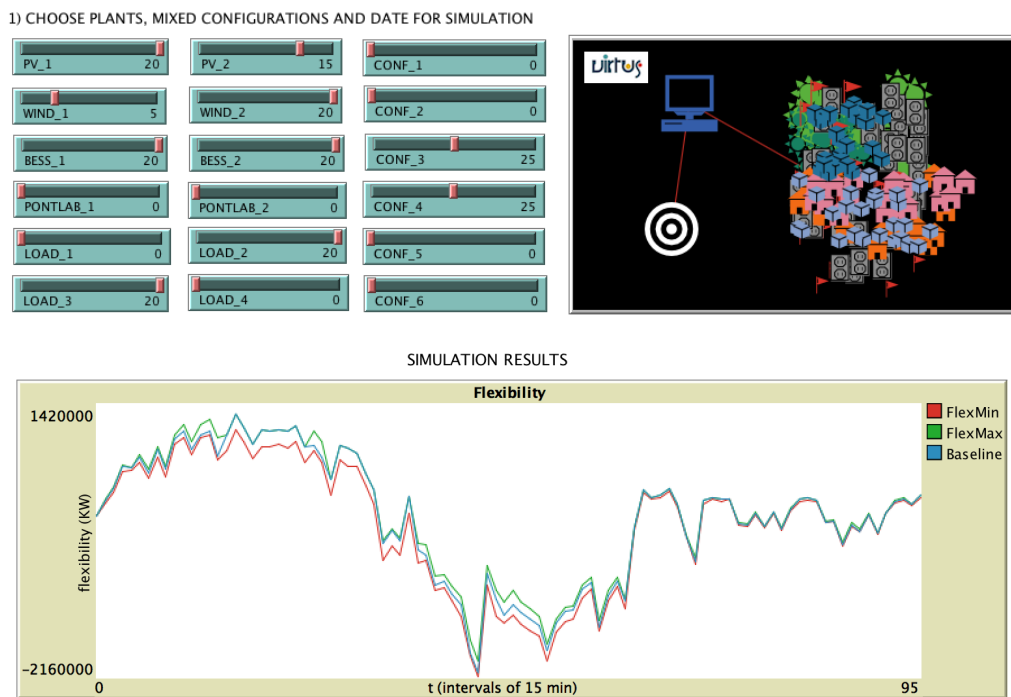 1) CHOOSE PLANTS, MIXED CONFIGURATIONS AND DATE FOR SIMULATION
PV_1 20
PV_2 15
CONF_1 0
WIND_1 5
WIND_2 20
CONF_2 0
BESS_1 20
BESS_2 20
CONF_3 25
PONTLAB_1 0
PONTLAB_2 0
CONF_4 25
LOAD_1 0
LOAD_2 20
CONF_5 0
LOAD_3 20
LOAD_4 0
CONF_6 0
virtus
SIMULATION RESULTS
Flexibility
1420000
flexibility (KW)
-2160000
0
t (intervals of 15 min)
95
FlexMin
FlexMax
Baseline